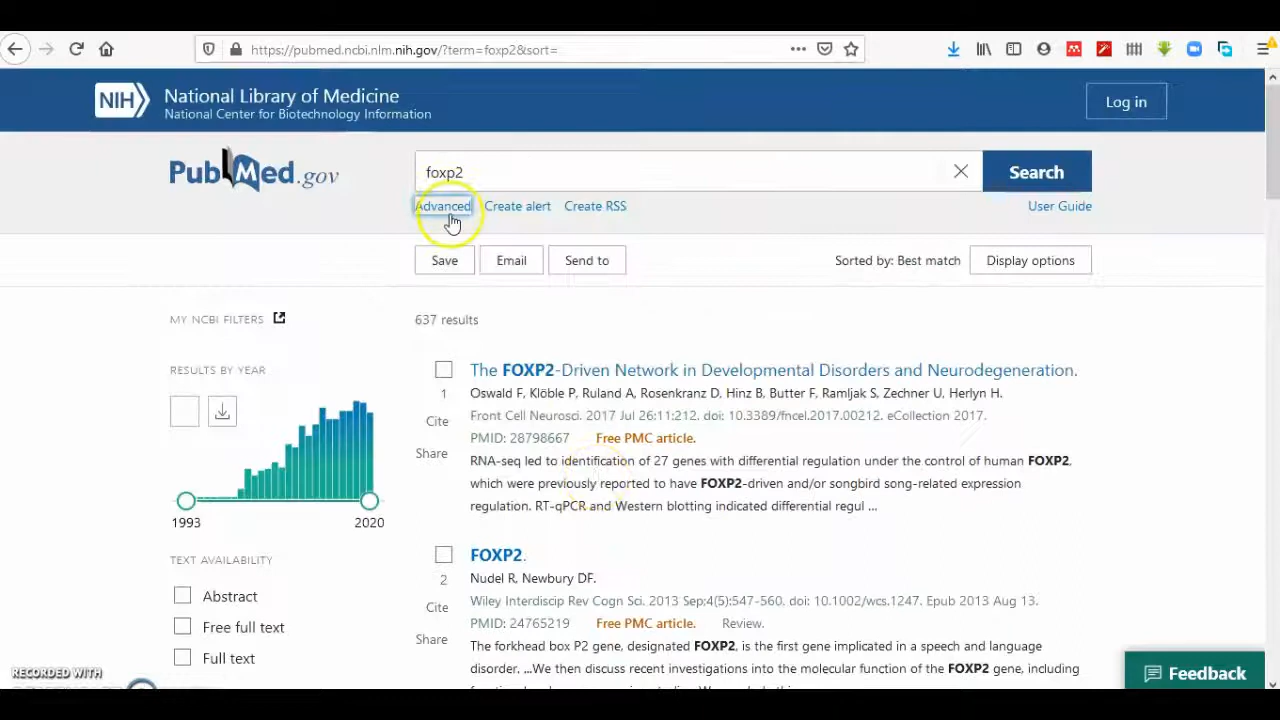 https://pubmed.ncbi.nlm.nih.gov/?term=foxp2&sort=
NIH
National Library of Medicine
National Center for Biotechnology Information
Log in
PubMed.gov
foxp2
Search
Advanced
Create alert
Create RSS
User Guide
Save
Email
Send to
Sorted by: Best match
Display options
MY NCBI FILTERS
637 results
RESULTS BY YEAR
1993
2020
TEXT AVAILABILITY
Abstract
Free full text
Full text
The FOXP2-Driven Network in Developmental Disorders and Neurodegeneration.
1
Oswald F, Klöble P, Ruland A, Rosenkranz D, Hinz B, Butter F, Ramljak S, Zechner U, Herlyn H.
Cite
Front Cell Neurosci. 2017 Jul 26:11:212. doi: 10.3389/fncel.2017.00212. eCollection 2017.
PMID: 28798667 Free PMC article.
Share
RNA-seq led to identification of 27 genes with differential regulation under the control of human FOXP2,
which were previously reported to have FOXP2-driven and/or songbird song-related expression
regulation. RT-qPCR and Western blotting indicated differential regul ...
FOXP2.
2
Nudel R, Newbury DF.
Cite
Wiley Interdiscip Rev Cogn Sci. 2013 Sep;4(5):547-560. doi: 10.1002/wcs.1247. Epub 2013 Aug 13.
PMID: 24765219 Free PMC article. Review.
Share
The forkhead box P2 gene, designated FOXP2, is the first gene implicated in a speech and language
disorder, ...We then discuss recent investigations into the molecular function of the FOXP2 gene, including
Feedback
RECORDED WITH